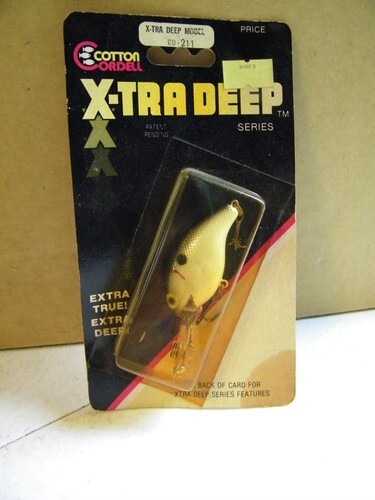 X-TRA DEEP MODEL
CD-211
PRICE
COTTON
CORDELL
X-TRA DEEP TM
X
X
PATENT
PENDING
SERIES
EXTRA
TRUE!
EXTRA
DEEP!
BACK OF CARD FOR
XTRA DEEP SERIES FEATURES